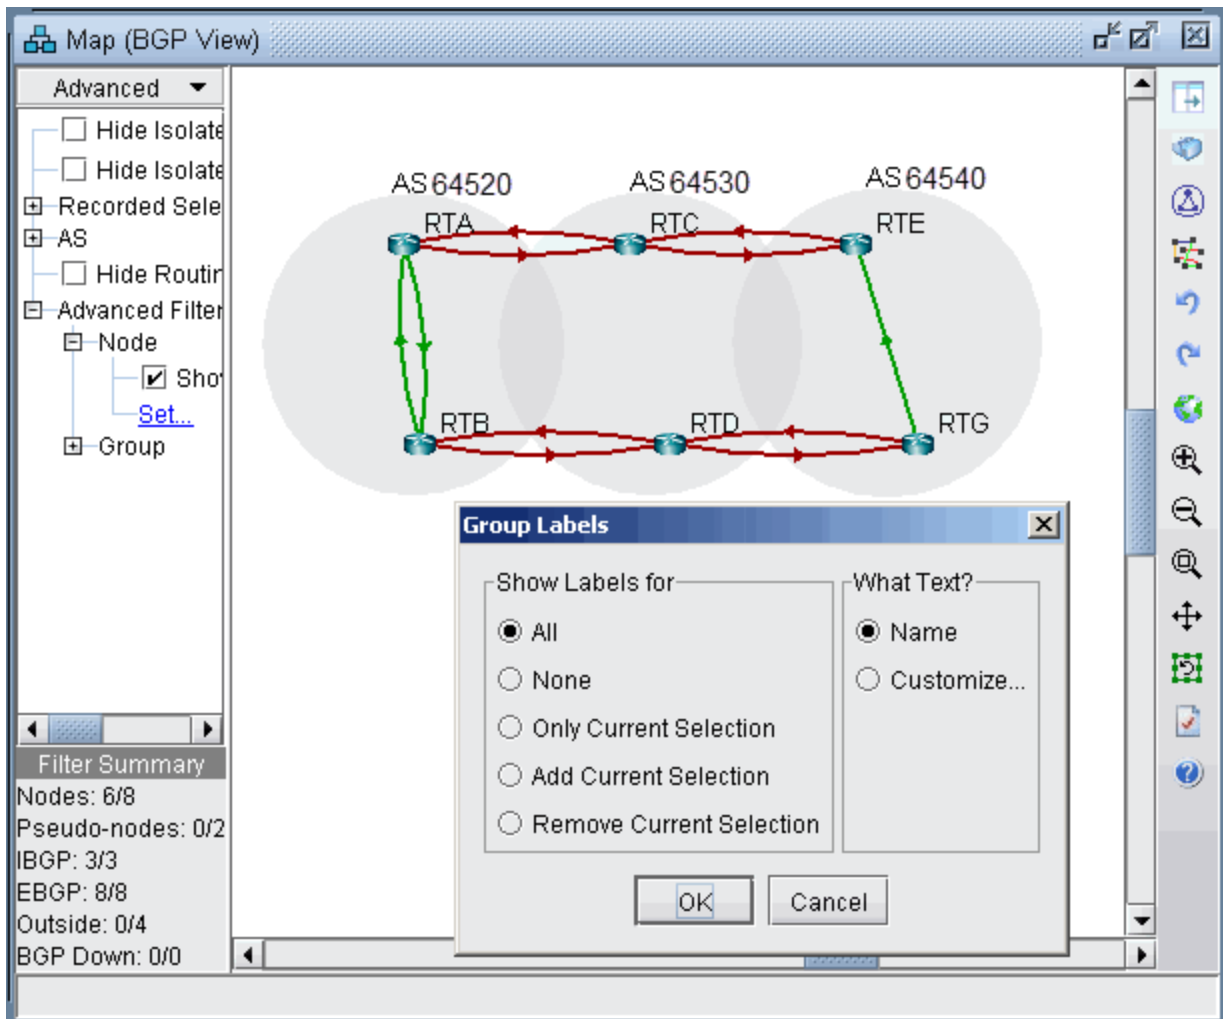 Map (BGP View)
Advanced
Hide Isolate
Hide Isolate
Recorded Sele
AS
Hide Routin
Advanced Filter
Node
Sho
Set...
Group
AS 64520
AS 64530
AS 64540
RTA
RTC
RTE
RTB
RTD
RTG
Group Labels
Show Labels for
All
None
Only Current Selection
Add Current Selection
Remove Current Selection
What Text?
Name
Customize...
OK
Cancel
Filter Summary
Nodes: 6/8
Pseudo-nodes: 0/2
IBGP: 3/3
EBGP: 8/8
Outside: 0/4
BGP Down: 0/0